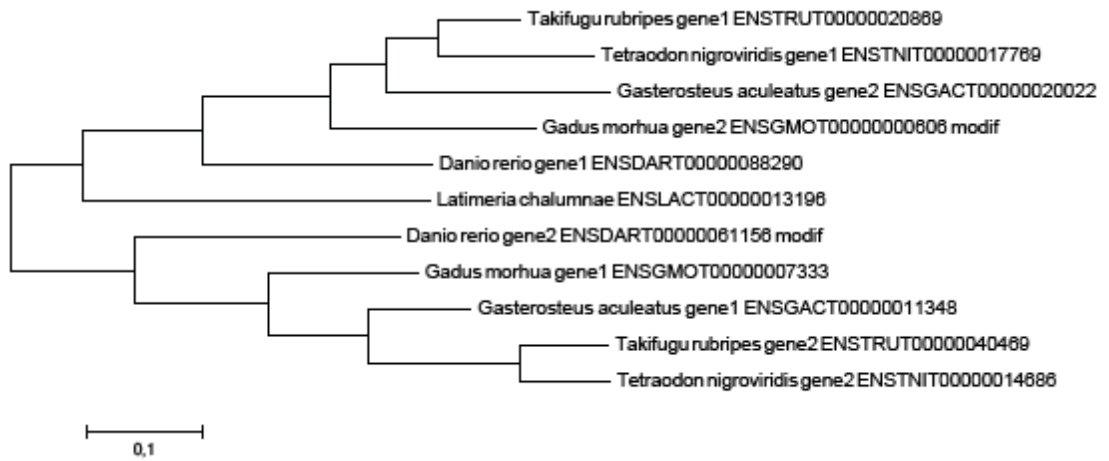 Takifugu rubripes gene1 ENSTRUT00000020869
Tetraodon nigroviridis gene1 ENSTNIT00000017769
Gasterosteus aculeatus gene2 ENSGACT00000020022
Gadus morhua gene2 ENSGMOT00000000606 modif
Danio rerio gene1 ENSDART00000088290
Latimeria chalumnae ENSLACT00000013196
Danio rerio gene2 ENSDART00000061156 modif
Gadus morhua gene1 ENSGMOT00000007333
Gasterosteus aculeatus gene1 ENSGACT00000011348
Takifugu rubripes gene2 ENSTRUT00000040469
Tetraodon nigroviridis gene2 ENSTNIT00000014686
0,1